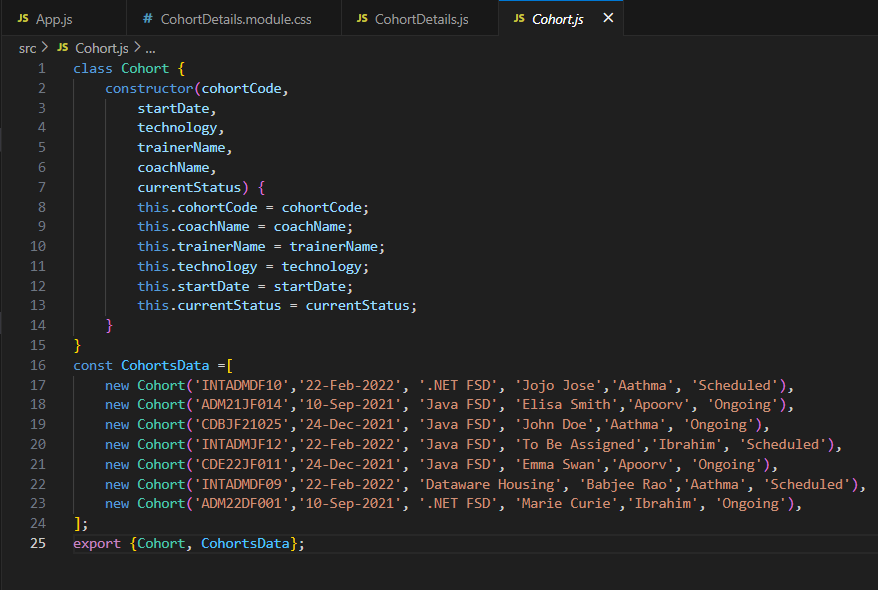 JS App.js # CohortDetails.module.css JS CohortDetails.js JS Cohort.js ×
src > JS Cohort.js > ...
1 class Cohort {
2 constructor(cohortCode,
3 startDate,
4 technology,
5 trainerName,
6 coachName,
7 currentStatus) {
8 this.cohortCode = cohortCode;
9 this.coachName = coachName;
10 this.trainerName = trainerName;
11 this.technology = technology;
12 this.startDate = startDate;
13 this.currentStatus = currentStatus;
14 }
15 }
16 const CohortsData =[
17 new Cohort('INTADMDF10','22-Feb-2022', '.NET FSD', 'Jojo Jose','Aathma', 'Scheduled'),
18 new Cohort('ADM21JF014','10-Sep-2021', 'Java FSD', 'Elisa Smith','Apoorv', 'Ongoing'),
19 new Cohort('CDBJF21025','24-Dec-2021', 'Java FSD', 'John Doe','Aathma', 'Ongoing'),
20 new Cohort('INTADMJF12','22-Feb-2022', 'Java FSD', 'To Be Assigned','Ibrahim', 'Scheduled'),
21 new Cohort('CDE22JF011','24-Dec-2021', 'Java FSD', 'Emma Swan','Apoorv', 'Ongoing'),
22 new Cohort('INTADMDF09','22-Feb-2022', 'Dataware Housing', 'Babjee Rao','Aathma', 'Scheduled'),
23 new Cohort('ADM22DF001','10-Sep-2021', '.NET FSD', 'Marie Curie','Ibrahim', 'Ongoing'),
24 ];
25 export {Cohort, CohortsData};